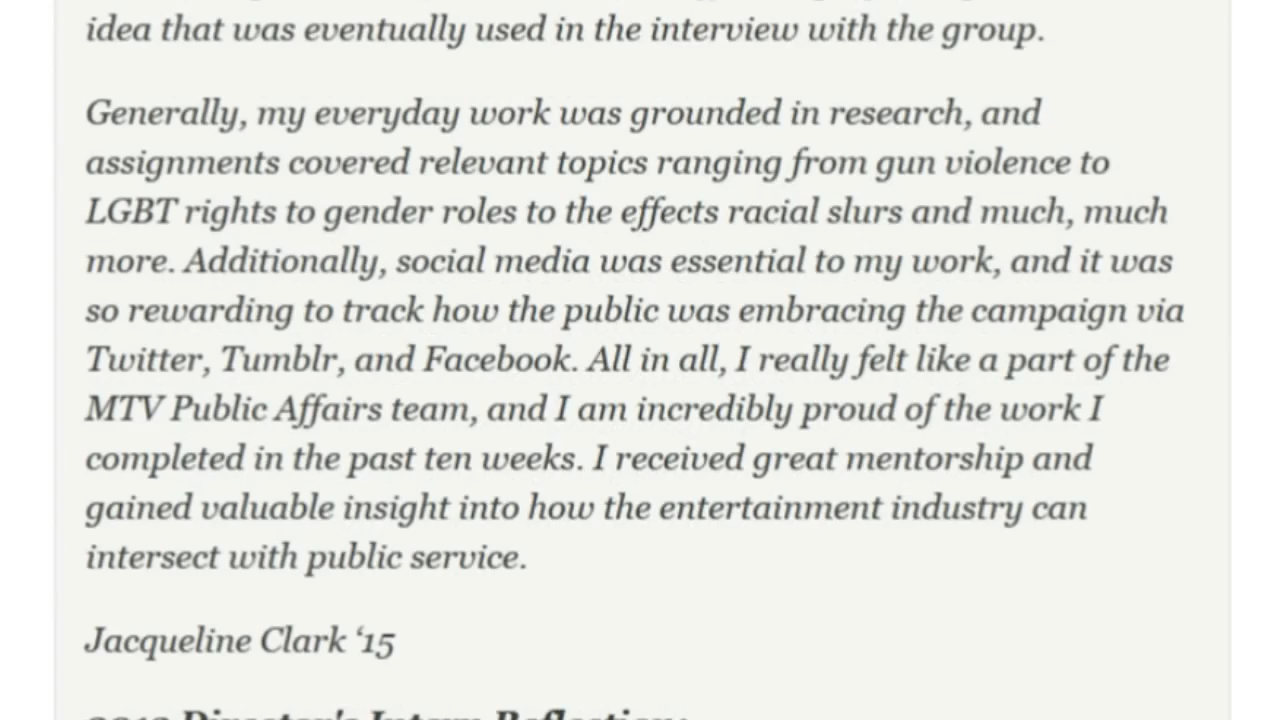 idea that was eventually used in the interview with the group.
Generally, my everyday work was grounded in research, and
assignments covered relevant topics ranging from gun violence to
LGBT rights to gender roles to the effects racial slurs and much, much
more. Additionally, social media was essential to my work, and it was
so rewarding to track how the public was embracing the campaign via
Twitter, Tumblr, and Facebook. All in all, I really felt like a part of the
MTV Public Affairs team, and I am incredibly proud of the work I
completed in the past ten weeks. I received great mentorship and
gained valuable insight into how the entertainment industry can
intersect with public service.
Jacqueline Clark ‘15
Director's Intern Reflection: